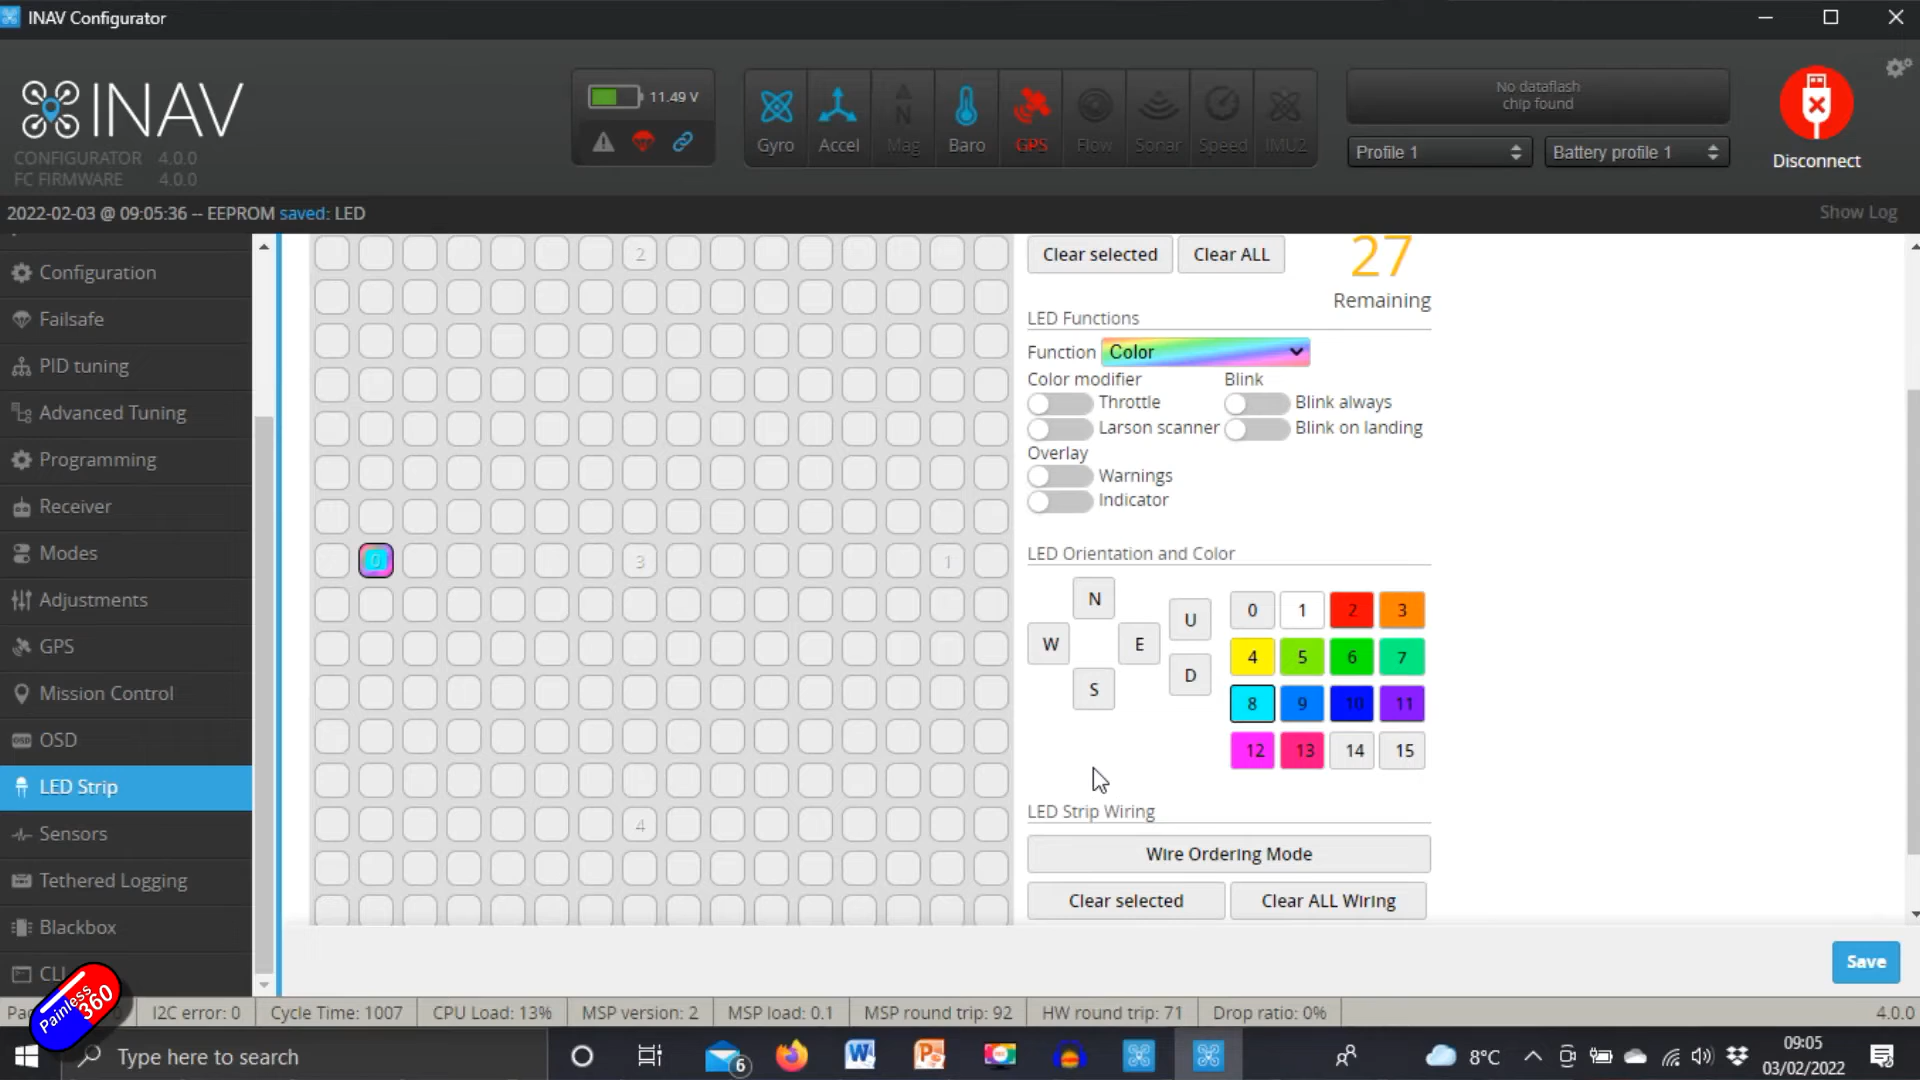 INAV Configurator
INAV
CONFIGURATOR 4.0.0
FC FIRMWARE 4.0.0
11.49 V
Gyro
Accel
Mag
Baro
GPS
Flow
Sonar
Speed
IMU2
No dataflash
chip found
Profile 1
Battery profile 1
Disconnect
2022-02-03 @ 09:05:36 -- EEPROM saved: LED
Show Log
Configuration
Failsafe
PID tuning
Advanced Tuning
Programming
Receiver
Modes
Adjustments
GPS
Mission Control
OSD
LED Strip
Sensors
Tethered Logging
Blackbox
CLI
2
0
3
1
4
Clear selected
Clear ALL
27
Remaining
LED Functions
Function Color
Color modifier
Blink
Throttle
Blink always
Larson scanner
Blink on landing
Overlay
Warnings
Indicator
LED Orientation and Color
N
W
E
S
U
D
0 1 2 3
4 5 6 7
8 9 10 11
12 13 14 15
LED Strip Wiring
Wire Ordering Mode
Clear selected
Clear ALL Wiring
Save
Painless360
I2C error: 0
Cycle Time: 1007
CPU Load: 13%
MSP version: 2
MSP load: 0.1
MSP round trip: 92
HW round trip: 71
Drop ratio: 0%
4.0.0
Type here to search
6
8°C
09:05
03/02/2022